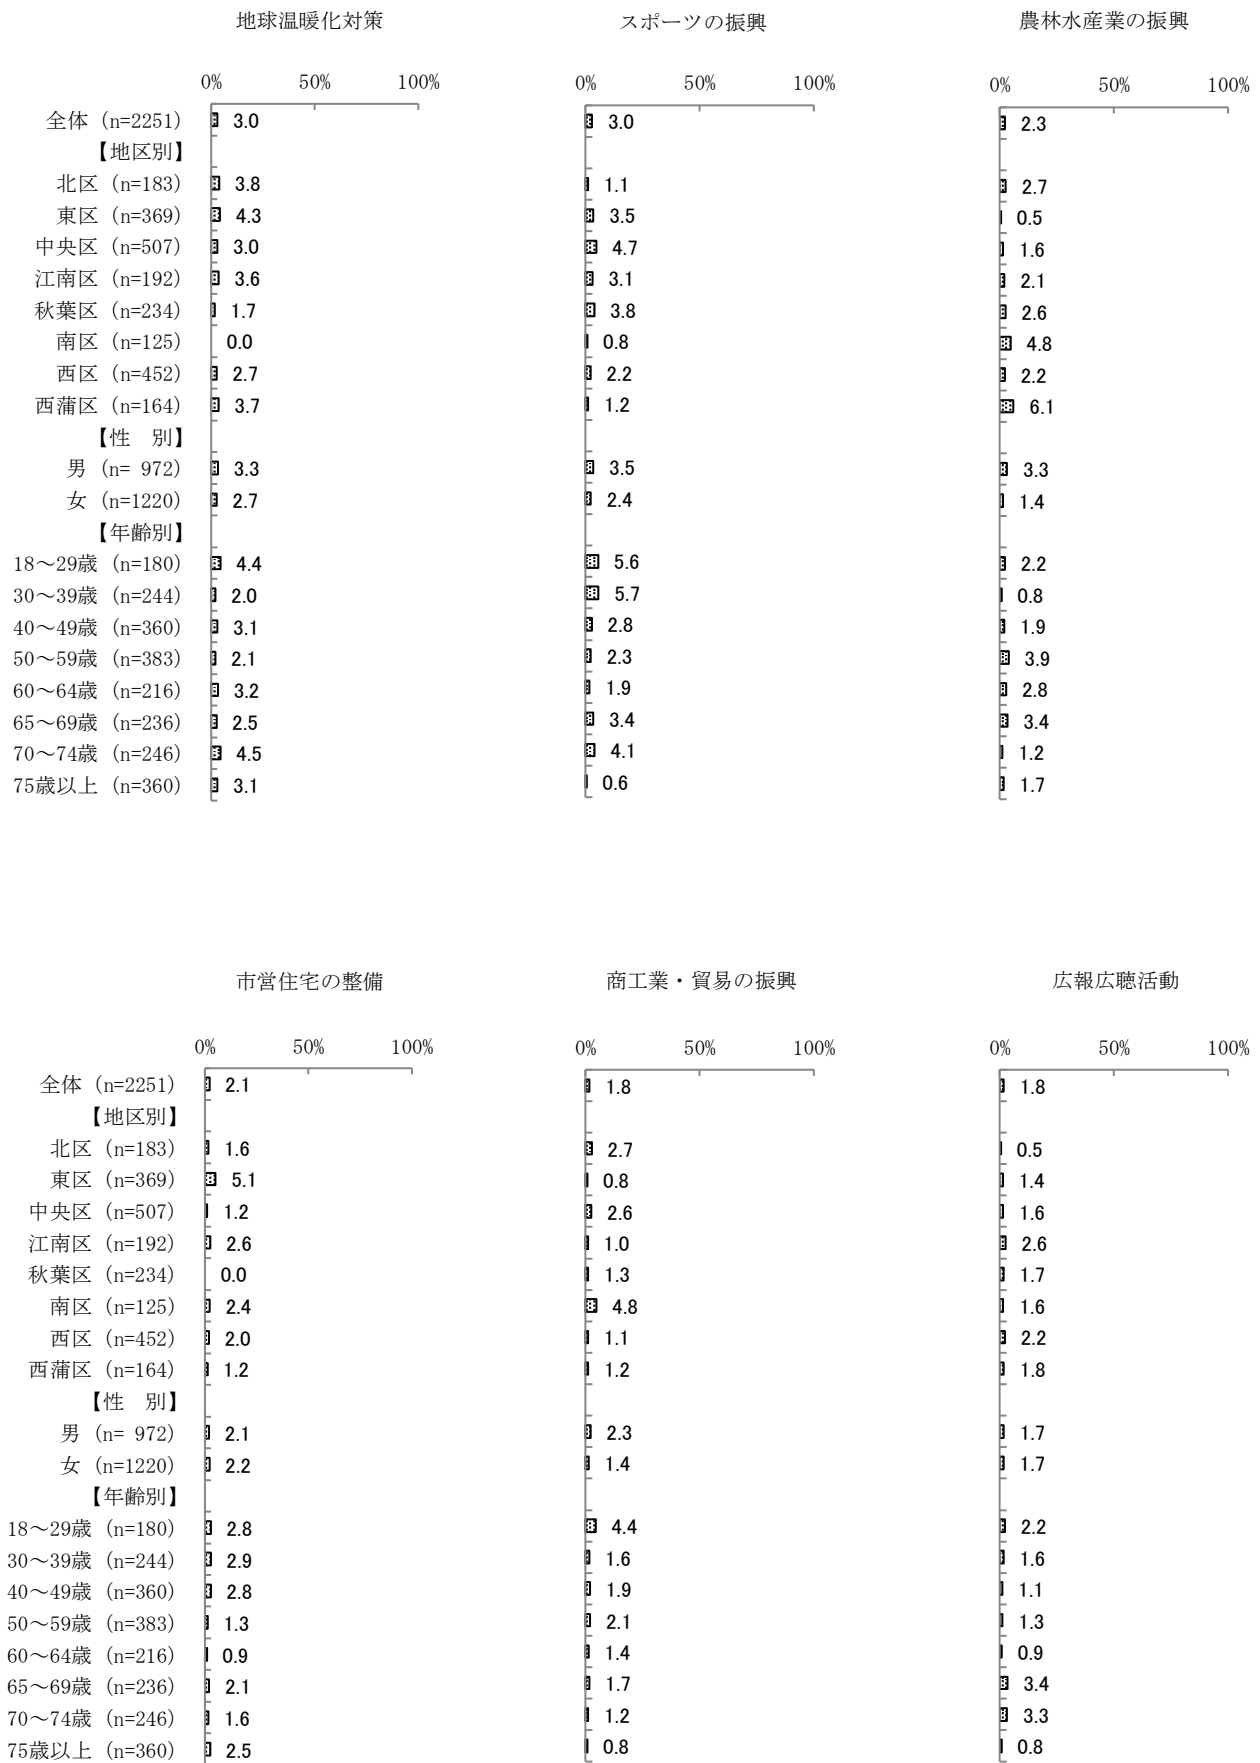 地球温暖化対策 スポーツの振興 農林水産業の振興
0% 50% 100% 0% 50% 100% 0% 50% 100%
全体 (n=2251) 3.0 3.0 2.3
【地区別】
北区 (n=183) 3.8 1.1 2.7
東区 (n=369) 4.3 3.5 0.5
中央区 (n=507) 3.0 4.7 1.6
江南区 (n=192) 3.6 3.1 2.1
秋葉区 (n=234) 1.7 3.8 2.6
南区 (n=125) 0.0 0.8 4.8
西区 (n=452) 2.7 2.2 2.2
西蒲区 (n=164) 3.7 1.2 6.1
【性　別】
男 (n= 972) 3.3 3.5 3.3
女 (n=1220) 2.7 2.4 1.4
【年齢別】
18～29歳 (n=180) 4.4 5.6 2.2
30～39歳 (n=244) 2.0 5.7 0.8
40～49歳 (n=360) 3.1 2.8 1.9
50～59歳 (n=383) 2.1 2.3 3.9
60～64歳 (n=216) 3.2 1.9 2.8
65～69歳 (n=236) 2.5 3.4 3.4
70～74歳 (n=246) 4.5 4.1 1.2
75歳以上 (n=360) 3.1 0.6 1.7
市営住宅の整備 商工業・貿易の振興 広報広聴活動
0% 50% 100% 0% 50% 100% 0% 50% 100%
全体 (n=2251) 2.1 1.8 1.8
【地区別】
北区 (n=183) 1.6 2.7 0.5
東区 (n=369) 5.1 0.8 1.4
中央区 (n=507) 1.2 2.6 1.6
江南区 (n=192) 2.6 1.0 2.6
秋葉区 (n=234) 0.0 1.3 1.7
南区 (n=125) 2.4 4.8 1.6
西区 (n=452) 2.0 1.1 2.2
西蒲区 (n=164) 1.2 1.2 1.8
【性　別】
男 (n= 972) 2.1 2.3 1.7
女 (n=1220) 2.2 1.4 1.7
【年齢別】
18～29歳 (n=180) 2.8 4.4 2.2
30～39歳 (n=244) 2.9 1.6 1.6
40～49歳 (n=360) 2.8 1.9 1.1
50～59歳 (n=383) 1.3 2.1 1.3
60～64歳 (n=216) 0.9 1.4 0.9
65～69歳 (n=236) 2.1 1.7 3.4
70～74歳 (n=246) 1.6 1.2 3.3
75歳以上 (n=360) 2.5 0.8 0.8